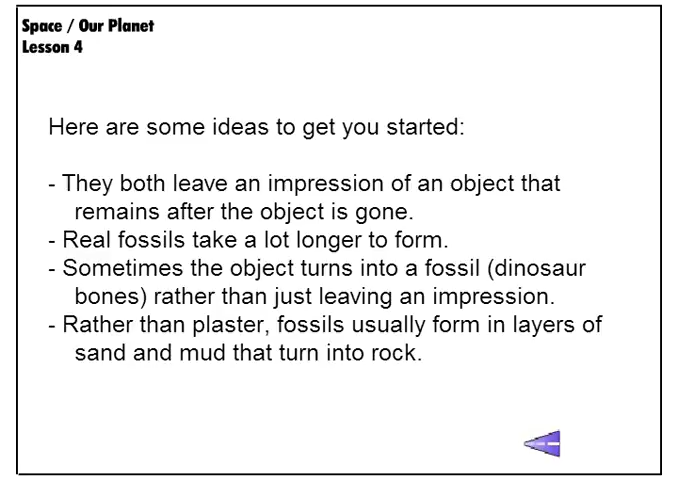 Space / Our Planet
Lesson 4
Here are some ideas to get you started:
- They both leave an impression of an object that
remains after the object is gone.
- Real fossils take a lot longer to form.
- Sometimes the object turns into a fossil (dinosaur
bones) rather than just leaving an impression.
- Rather than plaster, fossils usually form in layers of
sand and mud that turn into rock.